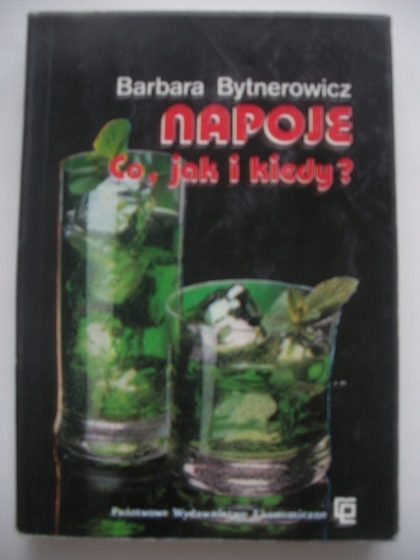 Barbara Bytnerowicz
NAPOJE
Co, jak i kiedy?
Państwowe Wydawnictwo Ekonomiczne